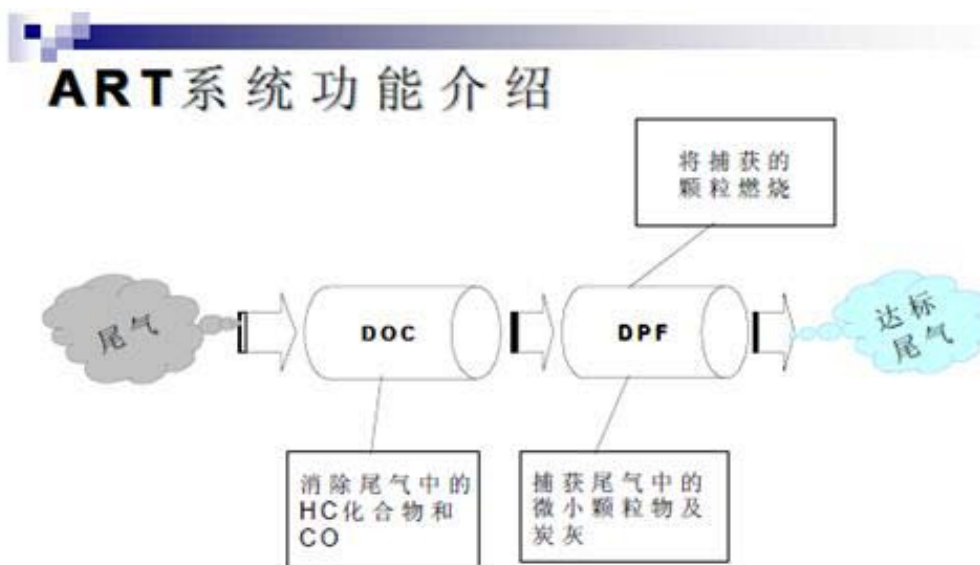 ART系统功能介绍
将捕获的
颗粒燃烧
尾气
DOC
DPF
达标
尾气
消除尾气中的
HC化合物和
CO
捕获尾气中的
微小颗粒物及
炭灰